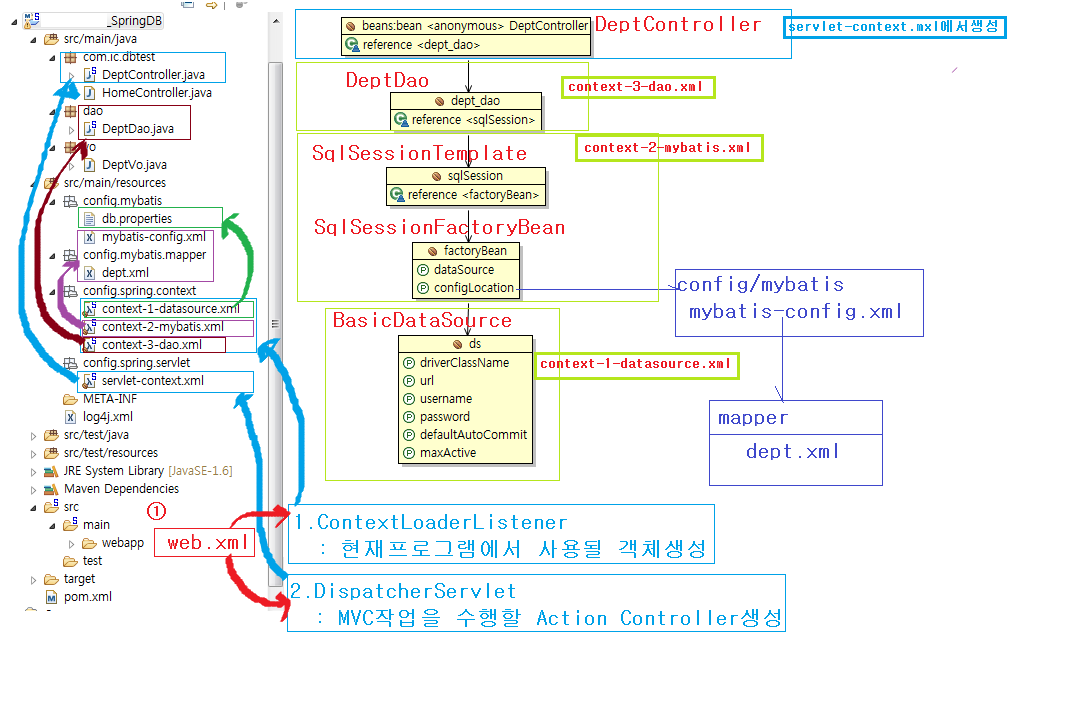 _SpringDB
src/main/java
com.ic.dbtest
DeptController.java
HomeController.java
dao
DeptDao.java
vo
DeptVo.java
src/main/resources
config.mybatis
db.properties
mybatis-config.xml
config.mybatis.mapper
dept.xml
config.spring.context
context-1-datasource.xml
context-2-mybatis.xml
context-3-dao.xml
config.spring.servlet
servlet-context.xml
META-INF
log4j.xml
src/test/java
src/test/resources
JRE System Library [JavaSE-1.6]
Maven Dependencies
src
main
webapp
test
target
pom.xml
①
web.xml
beans:bean <anonymous> DeptController
reference <dept_dao>
DeptController
servlet-context.mxl에서생성
DeptDao
context-3-dao.xml
dept_dao
reference <sqlSession>
SqlSessionTemplate
context-2-mybatis.xml
sqlSession
reference <factoryBean>
SqlSessionFactoryBean
factoryBean
dataSource
configLocation
config/mybatis
mybatis-config.xml
BasicDataSource
ds
driverClassName
url
username
password
defaultAutoCommit
maxActive
context-1-datasource.xml
mapper
dept.xml
1.ContextLoaderListener
: 현재프로그램에서 사용될 객체생성
2.DispatcherServlet
: MVC작업을 수행할 Action Controller생성